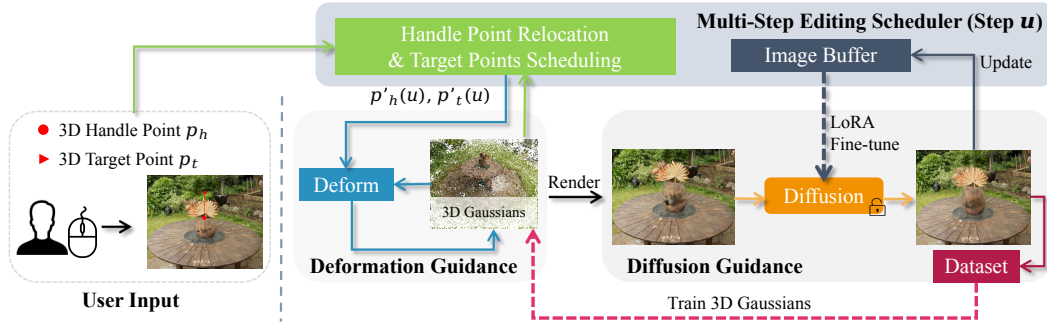 Multi-Step Editing Scheduler (Step u)
Handle Point Relocation
& Target Points Scheduling
Image Buffer
Update
p'h(u), p't(u)
3D Handle Point ph
3D Target Point pt
LoRA
Fine-tune
Deform
3D Gaussians
Render
Diffusion
Deformation Guidance
Diffusion Guidance
Dataset
User Input
Train 3D Gaussians